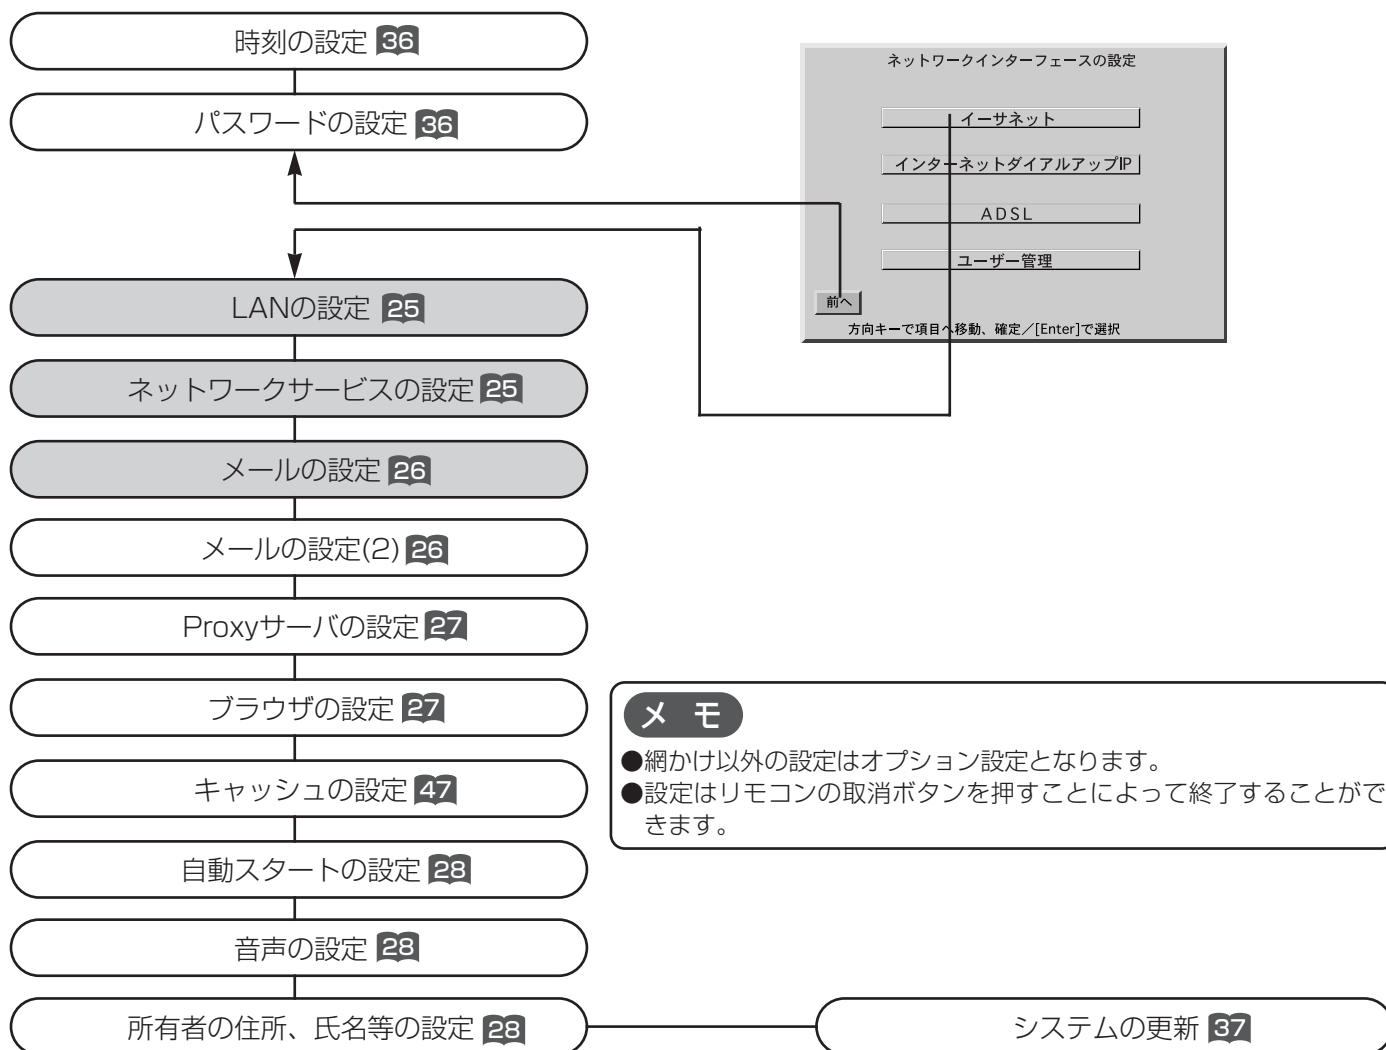 時刻の設定 36
パスワードの設定 36
ネットワークインターフェースの設定
イーサネット
インターネットダイアルアップIP
ADSL
ユーザー管理
前へ
方向キーで項目へ移動、確定／[Enter]で選択
LANの設定 25
ネットワークサービスの設定 25
メールの設定 26
メールの設定(2) 26
Proxyサーバの設定 27
ブラウザの設定 27
キャッシュの設定 47
自動スタートの設定 28
音声の設定 28
所有者の住所、氏名等の設定 28
システムの更新 37
メ モ
●網かけ以外の設定はオプション設定となります。
●設定はリモコンの取消ボタンを押すことによって終了することがで
きます。